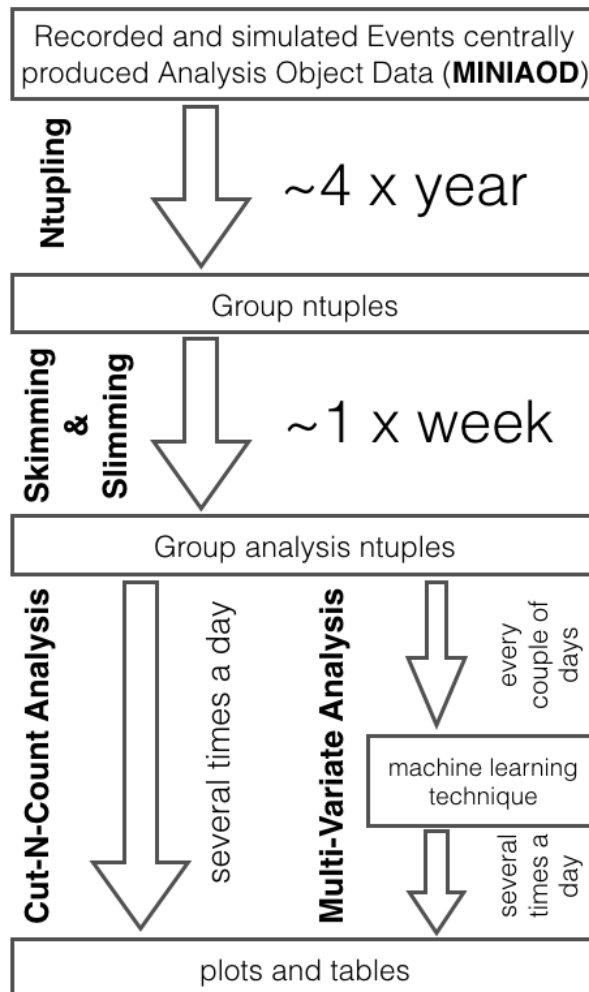 Recorded and simulated Events centrally
produced Analysis Object Data (MINIAOD)
Ntupling
~4 x year
Group ntuples
Skimming
&
Slimming
~1 x week
Group analysis ntuples
Cut-N-Count Analysis
several times a day
Multi-Variate Analysis
every
couple of
days
machine learning
technique
several
times a
day
plots and tables